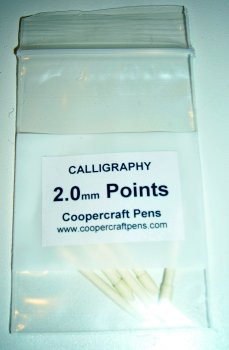 CALLIGRAPHY
2.0mm Points
Coopercraft Pens
www.coopercraftpens.com